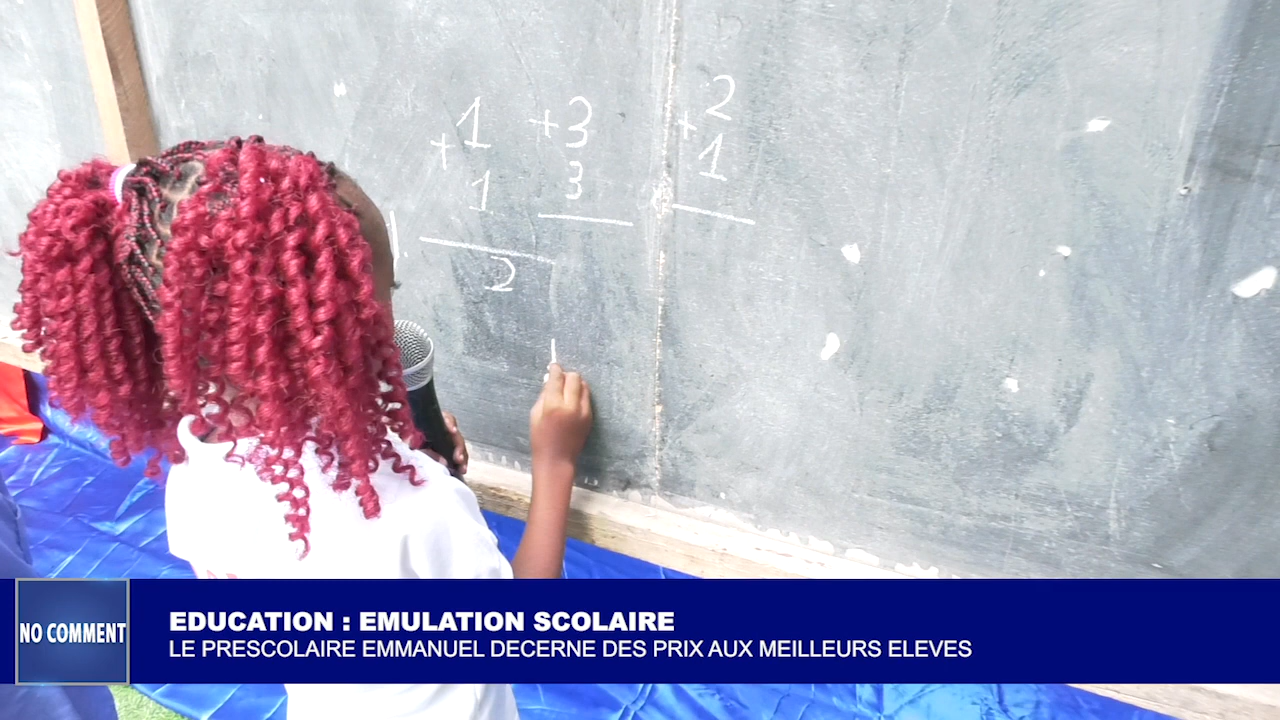 + 1
1
2
+ 3
3
+ 2
1
NO COMMENT
EDUCATION : EMULATION SCOLAIRE
LE PRESCOLAIRE EMMANUEL DECERNE DES PRIX AUX MEILLEURS ELEVES